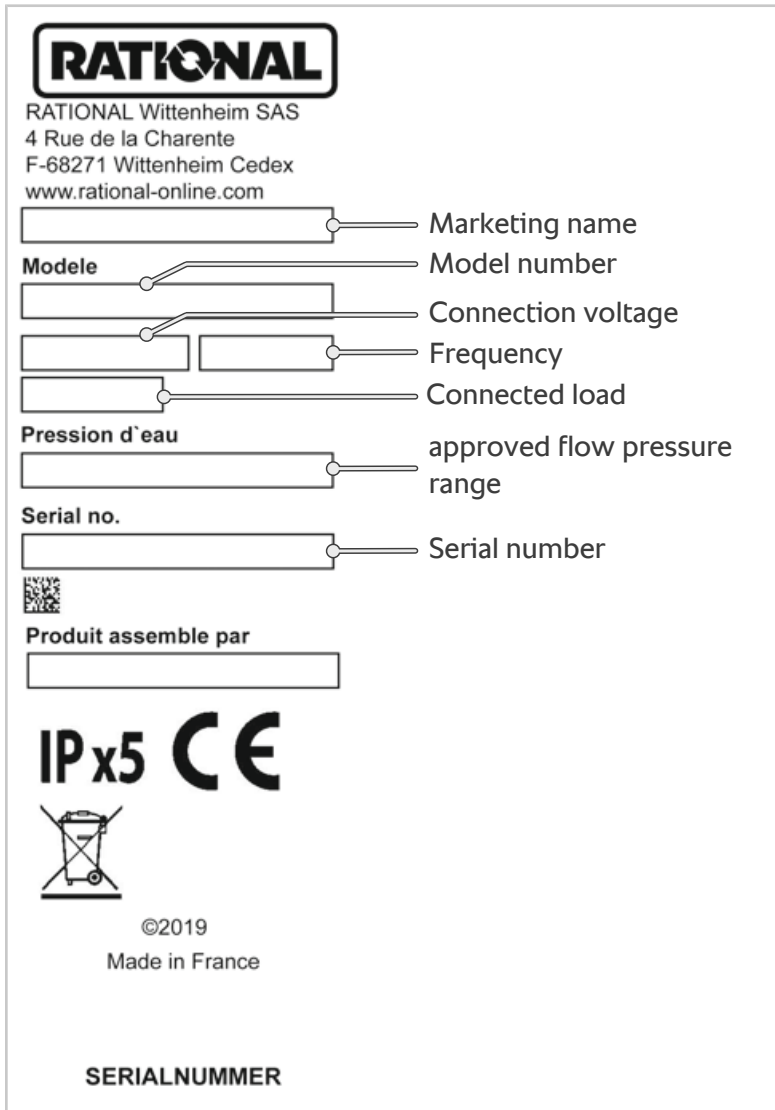 RATIONAL
RATIONAL Wittenheim SAS
4 Rue de la Charente
F-68271 Wittenheim Cedex
www.rational-online.com
Marketing name
Modele
Model number
Connection voltage
Frequency
Connected load
Pression d`eau
approved flow pressure
range
Serial no.
Serial number
Produit assemble par
IPx5 CE
©2019
Made in France
SERIALNUMMER